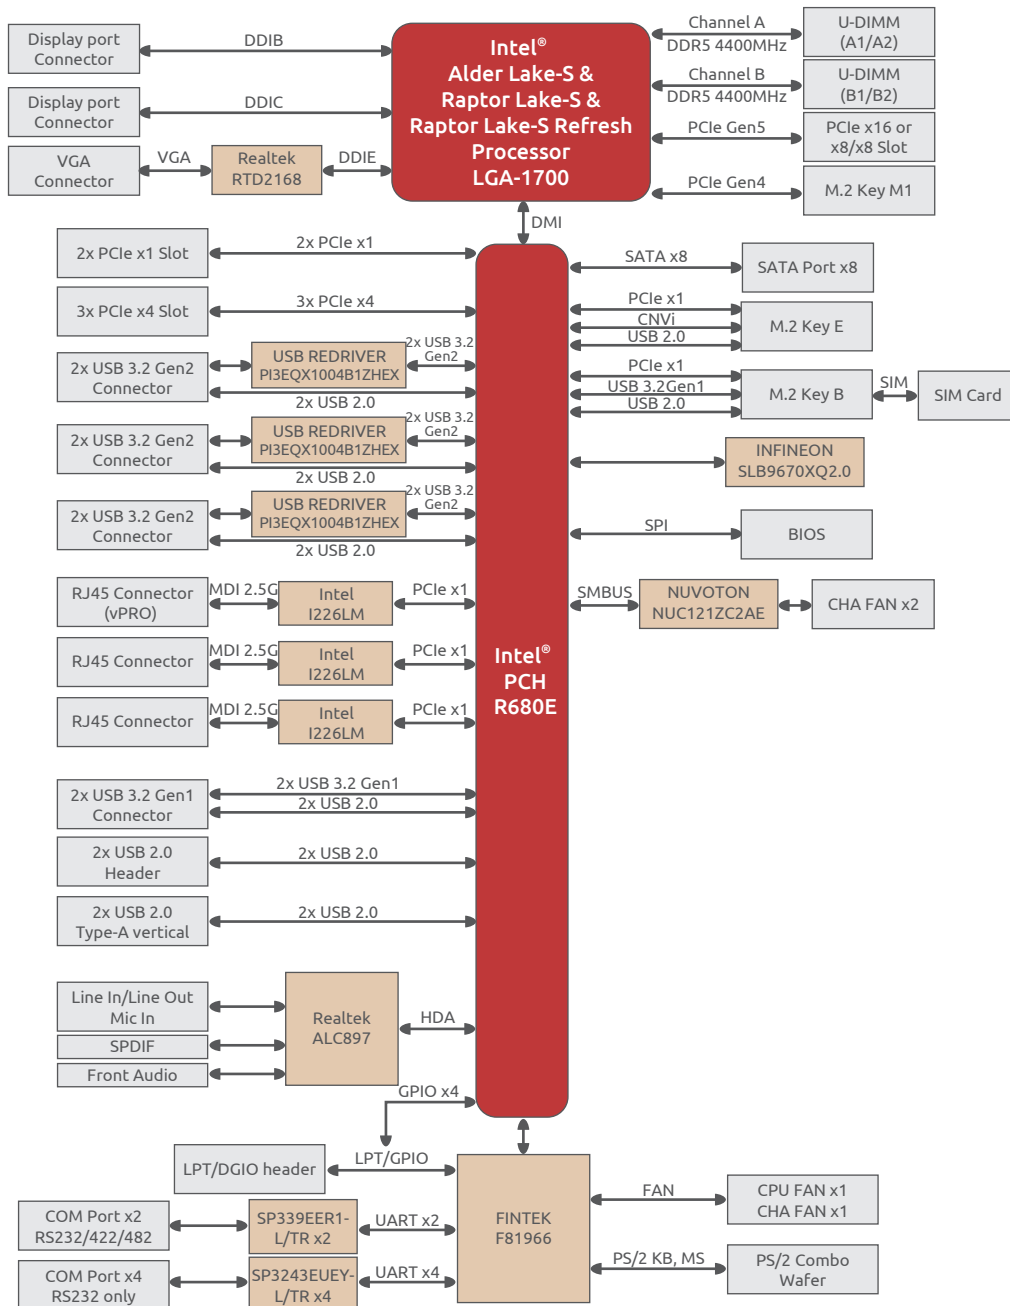 Display port
Connector
DDIB
Display port
Connector
DDIC
VGA
Connector
VGA
Realtek
RTD2168
DDIE
Intel®
Alder Lake-S &
Raptor Lake-S &
Raptor Lake-S Refresh
Processor
LGA-1700
Channel A
DDR5 4400MHz
U-DIMM
(A1/A2)
Channel B
DDR5 4400MHz
U-DIMM
(B1/B2)
PCIe Gen5
PCIe x16 or
x8/x8 Slot
PCIe Gen4
M.2 Key M1
DMI
2x PCIe x1 Slot
2x PCIe x1
3x PCIe x4 Slot
3x PCIe x4
2x USB 3.2 Gen2
Connector
USB REDRIVER
PI3EQX1004B1ZHEX
2x USB 3.2
Gen2
2x USB 2.0
2x USB 3.2 Gen2
Connector
USB REDRIVER
PI3EQX1004B1ZHEX
2x USB 3.2
Gen2
2x USB 2.0
2x USB 3.2 Gen2
Connector
USB REDRIVER
PI3EQX1004B1ZHEX
2x USB 3.2
Gen2
2x USB 2.0
RJ45 Connector
(vPRO)
MDI 2.5G
Intel
I226LM
PCIe x1
RJ45 Connector
MDI 2.5G
Intel
I226LM
PCIe x1
RJ45 Connector
MDI 2.5G
Intel
I226LM
PCIe x1
2x USB 3.2 Gen1
Connector
2x USB 3.2 Gen1
2x USB 2.0
2x USB 2.0
Header
2x USB 2.0
2x USB 2.0
Type-A vertical
2x USB 2.0
Line In/Line Out
Mic In
SPDIF
Front Audio
Realtek
ALC897
HDA
Intel®
PCH
R680E
SATA x8
SATA Port x8
PCIe x1
CNVi
USB 2.0
M.2 Key E
PCIe x1
USB 3.2Gen1
USB 2.0
M.2 Key B
SIM
SIM Card
INFINEON
SLB9670XQ2.0
SPI
BIOS
SMBUS
NUVOTON
NUC121ZC2AE
CHA FAN x2
GPIO x4
LPT/DGIO header
LPT/GPIO
COM Port x2
RS232/422/482
SP339EER1-
L/TR x2
UART x2
COM Port x4
RS232 only
SP3243EUEY-
L/TR x4
UART x4
FINTEK
F81966
FAN
CPU FAN x1
CHA FAN x1
PS/2 KB, MS
PS/2 Combo
Wafer